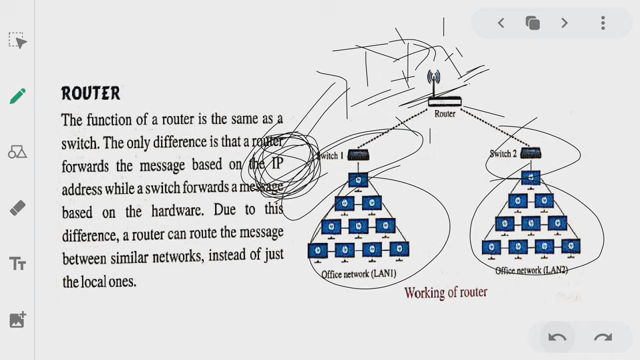 ROUTER
The function of a router is the same as a
switch. The only difference is that a router
forwards the message based on the IP
address while a switch forwards a message
based on the hardware. Due to this
difference, a router can route the message
between similar networks, instead of just
the local ones.
Router
Switch 1
Switch 2
Office network (LAN1)
Office network (LAN2)
Working of router
TT